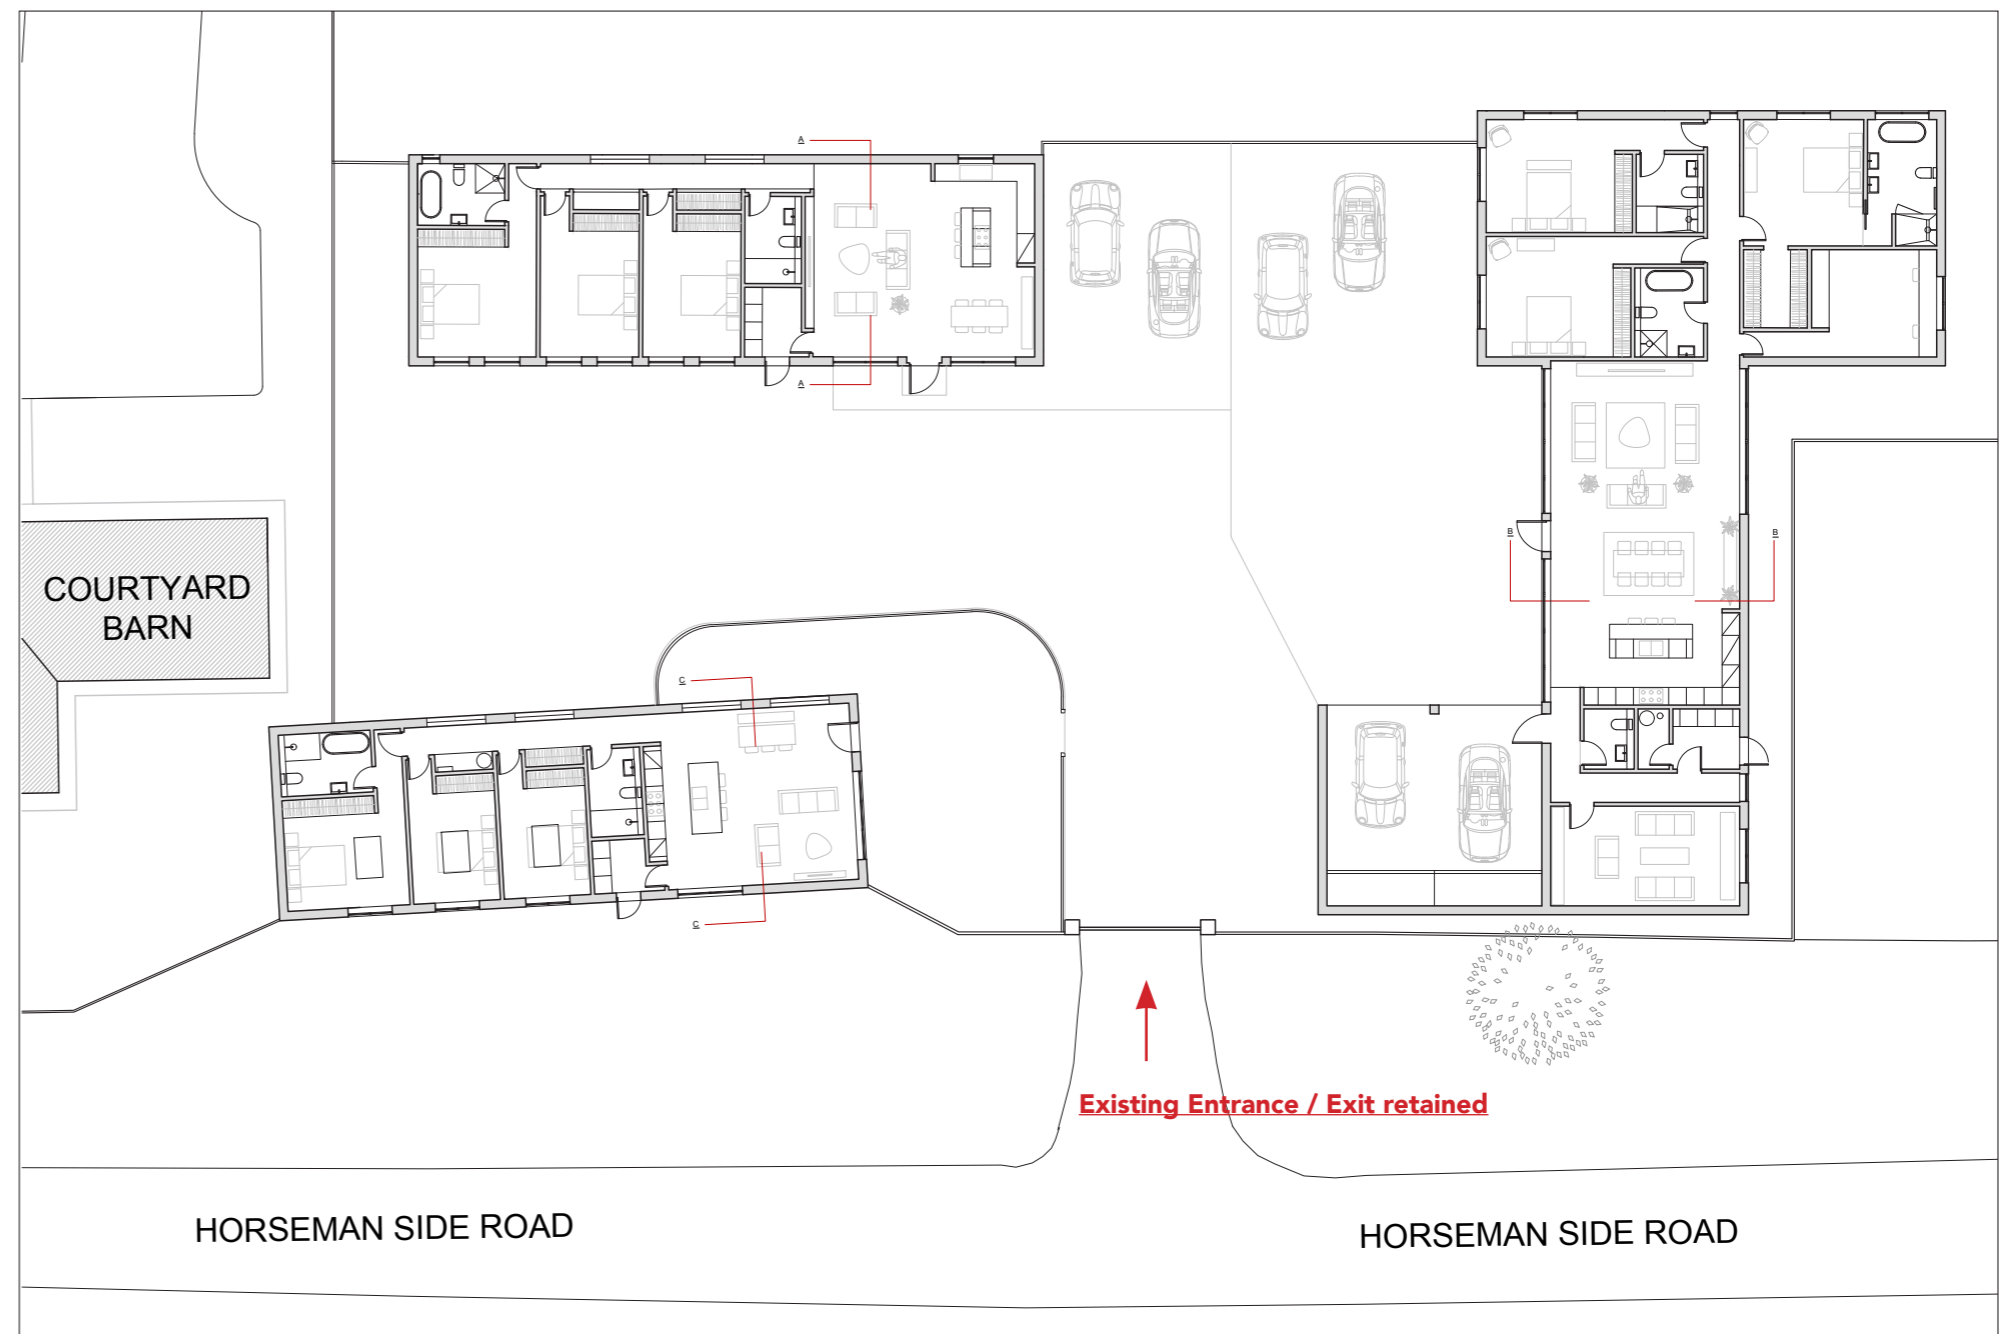 A
A
B
B
COURTYARD
BARN
C
C
Existing Entrance / Exit retained
HORSEMAN SIDE ROAD
HORSEMAN SIDE ROAD